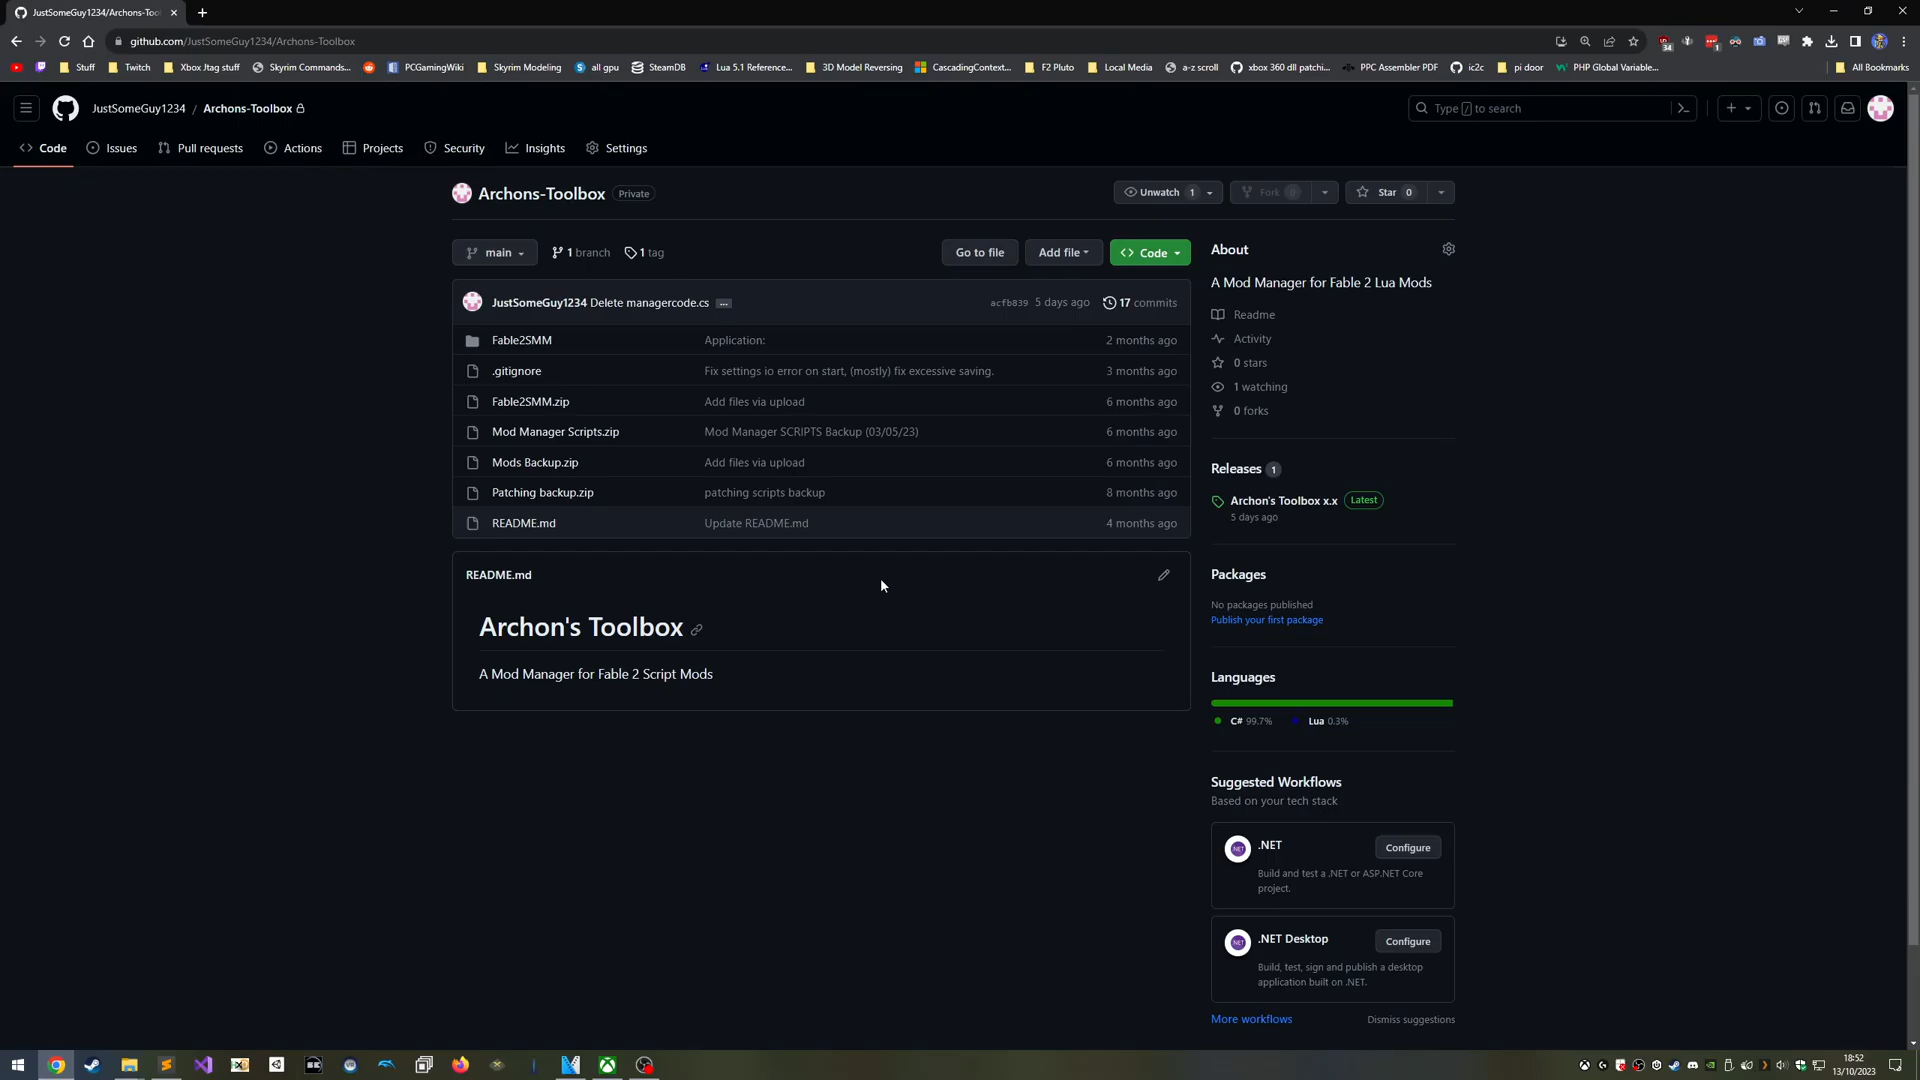 JustSomeGuy1234/Archons-Too
github.com/JustSomeGuy1234/Archons-Toolbox
Stuff
Twitch
Xbox Jtag stuff
Skyrim Commands...
PCGamingWiki
Skyrim Modeling
all gpu
SteamDB
Lua 5.1 Reference...
3D Model Reversing
CascadingContext...
F2 Pluto
Local Media
a-z scroll
xbox 360 dll patchi...
PPC Assembler PDF
ic2c
pi door
PHP Global Variable...
All Bookmarks
JustSomeGuy1234 / Archons-Toolbox
Type / to search
Code
Issues
Pull requests
Actions
Projects
Security
Insights
Settings
Archons-Toolbox Private
Unwatch 1
Fork 0
Star 0
main
1 branch
1 tag
Go to file
Add file
Code
JustSomeGuy1234 Delete managercode.cs ... acfb839 5 days ago 17 commits
Fable2SMM Application: 2 months ago
.gitignore Fix settings io error on start, (mostly) fix excessive saving. 3 months ago
Fable2SMM.zip Add files via upload 6 months ago
Mod Manager Scripts.zip Mod Manager SCRIPTS Backup (03/05/23) 6 months ago
Mods Backup.zip Add files via upload 6 months ago
Patching backup.zip patching scripts backup 8 months ago
README.md Update README.md 4 months ago
README.md
Archon's Toolbox
A Mod Manager for Fable 2 Script Mods
About
A Mod Manager for Fable 2 Lua Mods
Readme
Activity
0 stars
1 watching
0 forks
Releases 1
Archon's Toolbox x.x Latest
5 days ago
Packages
No packages published
Publish your first package
Languages
C# 99.7% Lua 0.3%
Suggested Workflows
Based on your tech stack
.NET
Configure
Build and test a .NET or ASP.NET Core
project.
.NET Desktop
Configure
Build, test, sign and publish a desktop
application built on .NET.
More workflows
Dismiss suggestions
18:52
13/10/2023